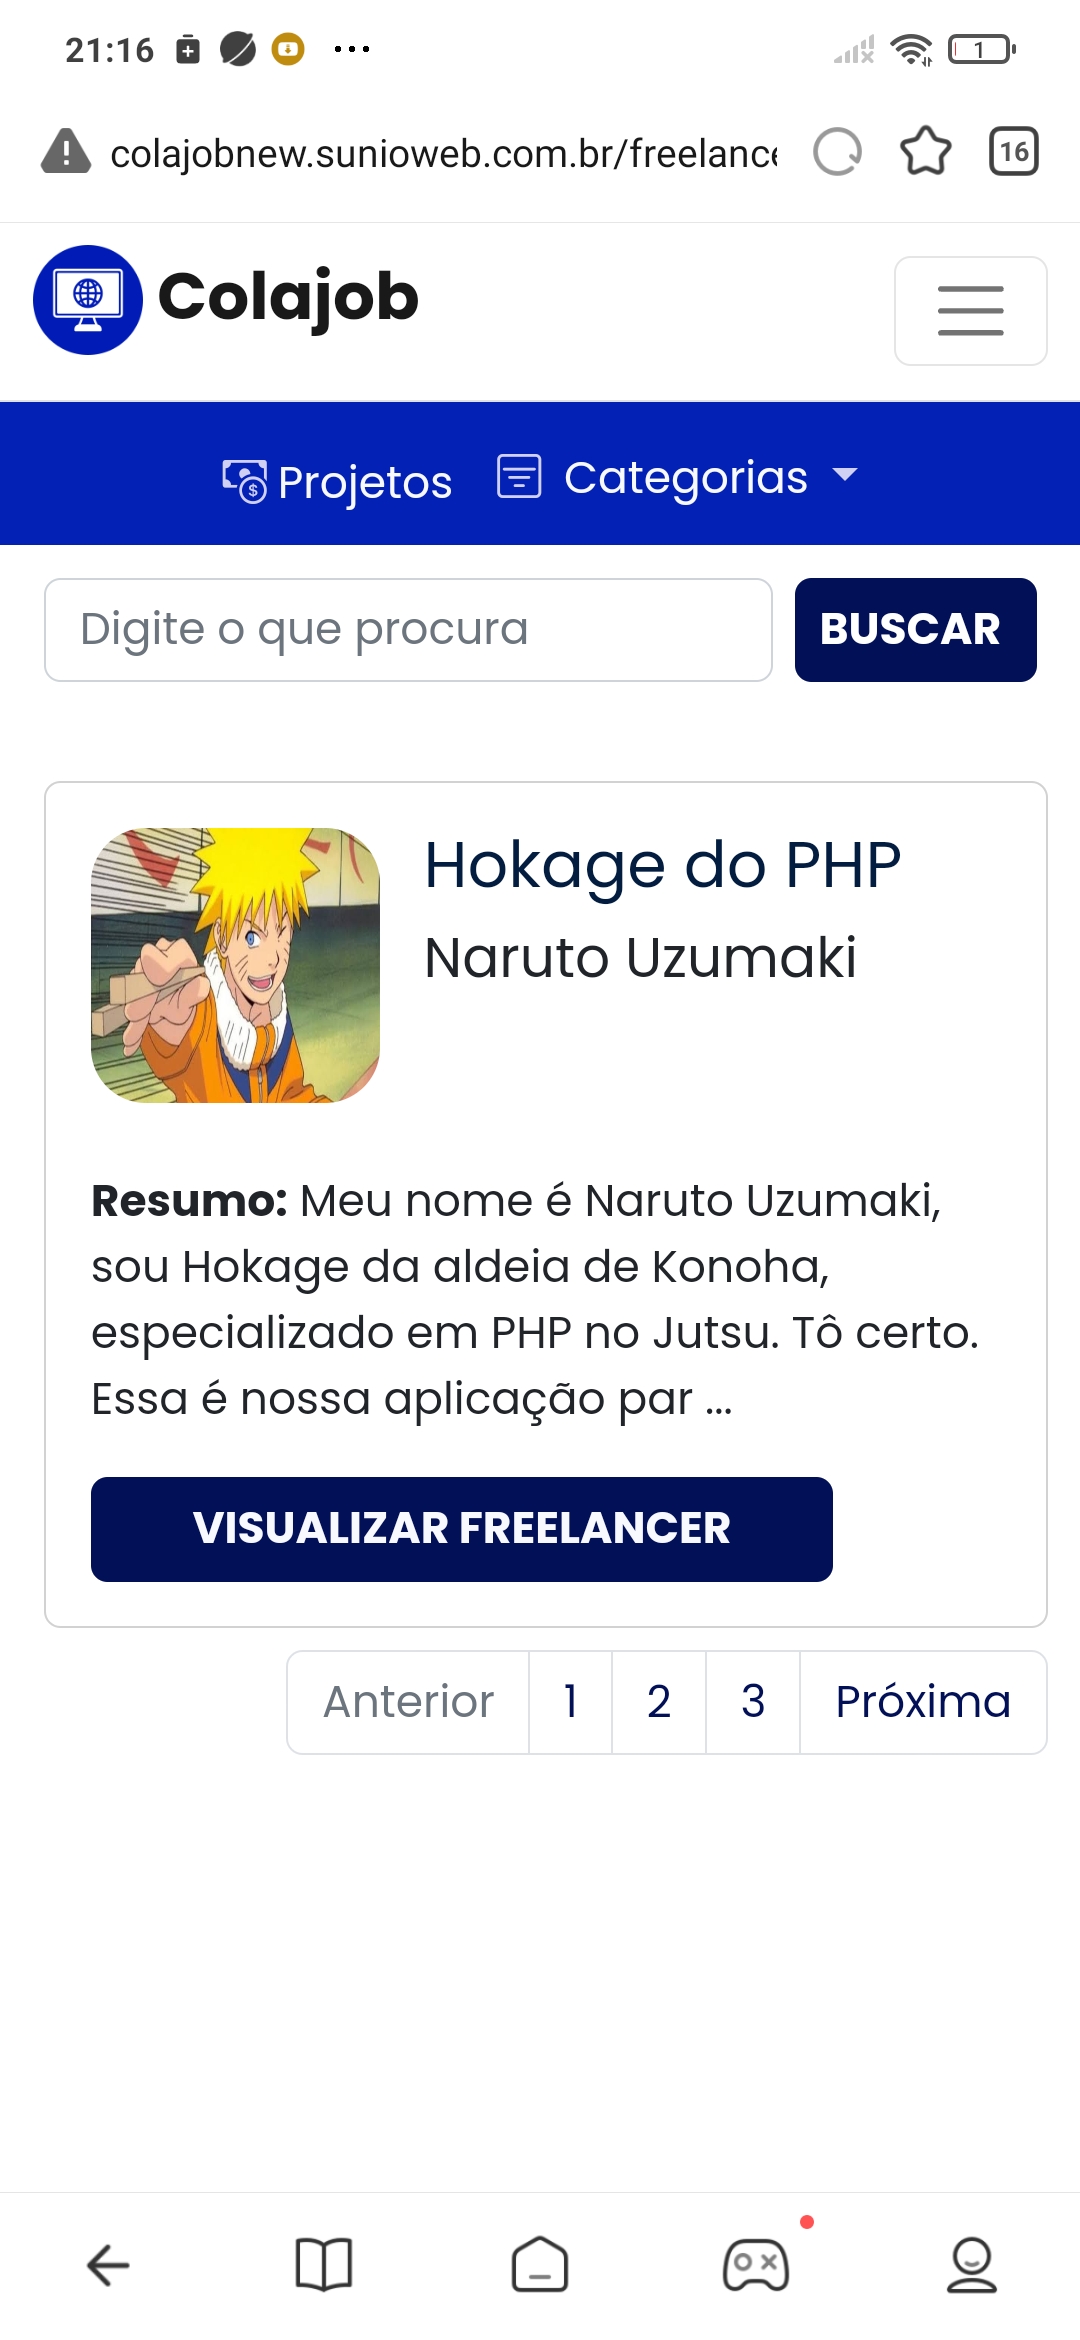 21:16
1
colajobnew.sunioweb.com.br/freelance
16
Colajob
Projetos
Categorias
Digite o que procura
BUSCAR
Hokage do PHP
Naruto Uzumaki
Resumo: Meu nome é Naruto Uzumaki,
sou Hokage da aldeia de Konoha,
especializado em PHP no Jutsu. Tô certo.
Essa é nossa aplicação par ...
VISUALIZAR FREELANCER
Anterior 1 2 3 Próxima